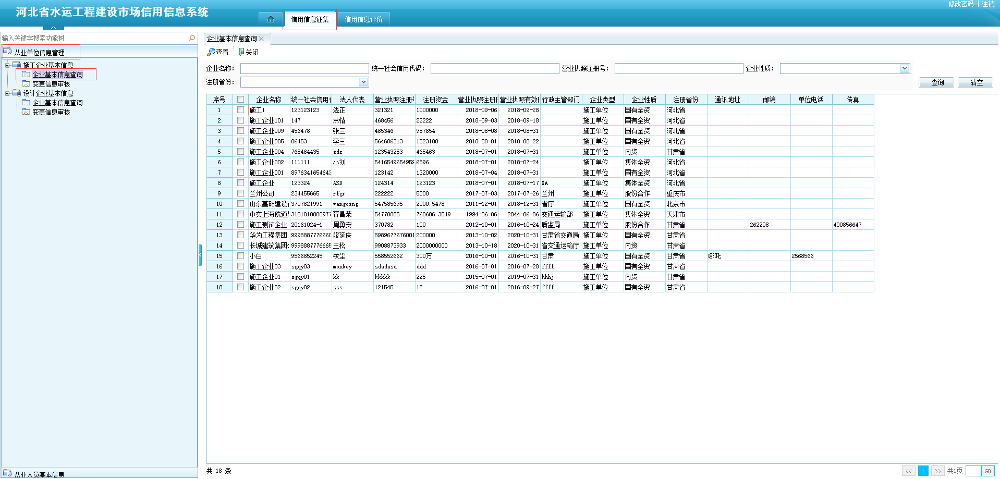 河北省水运工程建设市场信用信息系统
修改密码 | 注销
信用信息征集 信用信息评价
输入关键字搜索功能树
从业单位信息管理
施工企业基本信息
企业基本信息查询
变更信息审核
设计企业基本信息
企业基本信息查询
变更信息审核
从业人员基本信息
企业基本信息查询
查看 关闭
企业名称: 统一社会信用代码: 营业执照注册号: 企业性质:
注册省份: 查询 清空
序号 企业名称 统一社会信用 法人代表 营业执照注册 注册资金 营业执照注册 营业执照有效 行政主管部门 企业类型 企业性质 注册省份 通讯地址 邮编 单位电话 传真
1 施工1 123123123 法正 321321 1000000 2018-09-06 2018-09-28 施工单位 国有全资 河北省
2 施工企业101 147 林情 468456 22222 2018-09-03 2018-09-18 施工单位 国有全资 河北省
3 施工企业009 456478 张三 465346 987654 2018-08-08 2018-08-31 施工单位 国有全资 河北省
4 施工企业005 86453 李三 564686313 1523100 2018-08-01 2018-08-22 施工单位 国有全资 河北省
5 施工企业004 768464435 sdz 123543253 465463 2018-07-01 2018-07-31 施工单位 内资 甘肃省
6 施工企业002 111111 小刘 541654965495 6596 2018-07-01 2018-07-24 施工单位 集体全资 河北省
7 施工企业001 897634165464 123142 1320000 2018-07-04 2018-07-31 施工单位 国有全资 河北省
8 施工企业 123324 ASD 124314 123123 2018-07-01 2018-07-17 XA 施工单位 集体全资 河北省
9 兰州公司 234455665 rfgr 222222 5000 2017-07-03 2017-07-26 兰州 施工单位 股份合作 重庆市
10 山东基础建设 3707821991 wangosng 547585695 2000.5478 2011-12-01 2018-12-31 省厅 施工单位 国有全资 北京市
11 中交上海航道 310101000097 胥昌荣 54778885 760606.3549 1994-06-06 2044-06-06 交通运输部 施工单位 集体全资 天津市
12 施工测试企业 20161024-1 周勇安 370782 100 2012-10-01 2016-10-24 质监局 施工单位 股份合作 甘肃省 262208 400856647
13 华为工程集团 999888777666 段延庆 8989677676001 200000 2013-10-02 2020-10-31 甘肃省交通局 施工单位 国有全资 甘肃省
14 长城建筑集团 999888777666 王松 9908873933 2000000000 2013-10-18 2020-10-31 省交通运输厅 施工单位 内资 甘肃省
15 小白 9566852245 牧尘 558552662 300万 2016-10-01 2016-10-31 甘肃 施工单位 国有全资 甘肃省 哪吒 2568566
16 施工企业03 sgqy03 monkey sdadasd ddd 2016-07-01 2016-07-28 ffff 施工单位 国有全资 甘肃省
17 施工企业01 sgqy01 kk kkkkk 225 2015-07-01 2019-07-31 hhhj 施工单位 内资 甘肃省
18 施工企业02 sgqy02 sss 121545 12 2016-07-01 2016-09-27 ffff 施工单位 国有全资 甘肃省
共 18 条 << 1 >> 共1页 GO